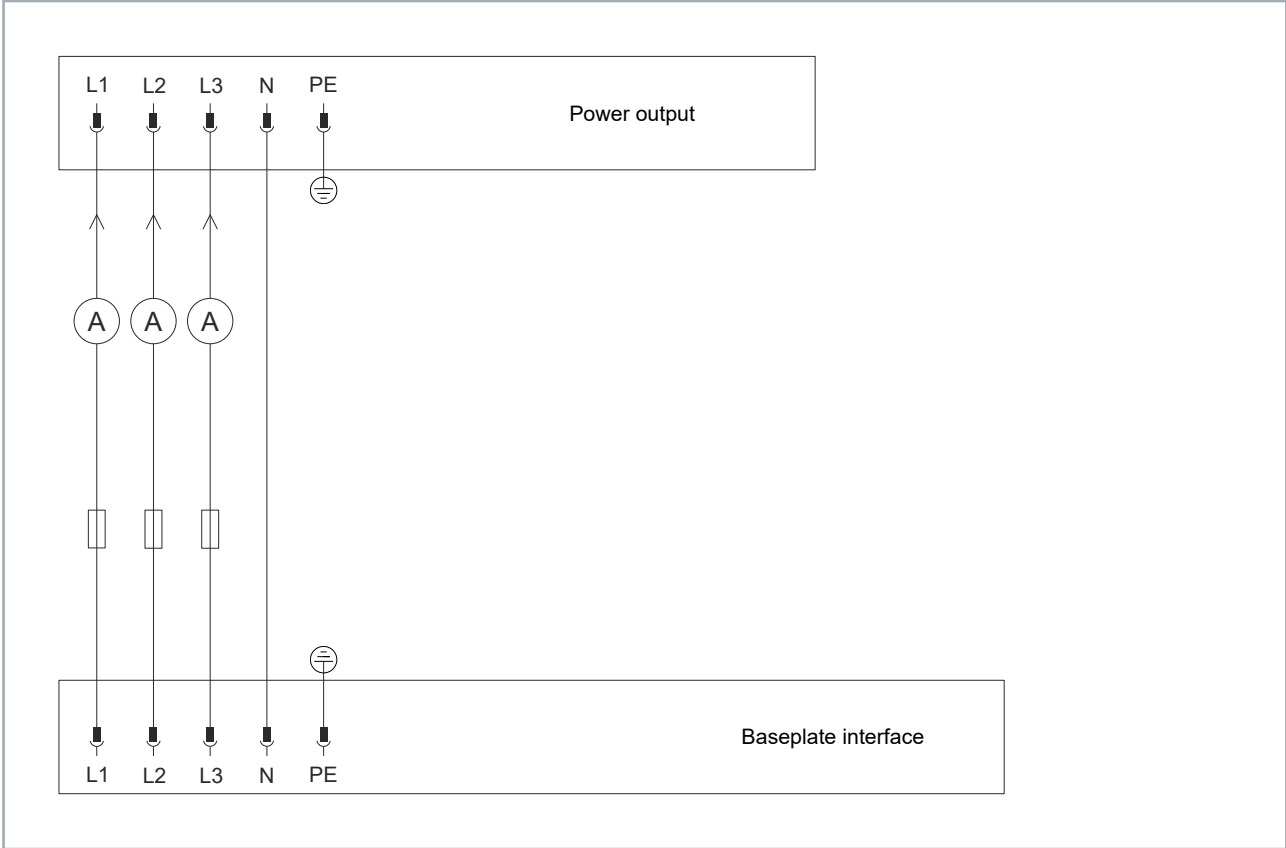 L1 L2 L3 N PE
Power output
A A A
Baseplate interface
L1 L2 L3 N PE